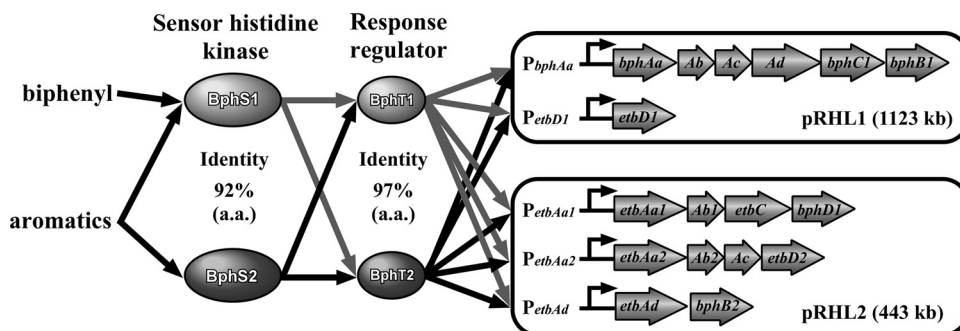 Sensor histidine
kinase
Response
regulator
biphenyl
aromatics
BphS1
BphT1
Identity
92%
(a.a.)
Identity
97%
(a.a.)
BphS2
BphT2
PbphAa bphAa Ab Ac Ad bphC1 bphB1
PetbD1 etbD1
pRHL1 (1123 kb)
PetbAa1 etbAa1 Ab1 etbC bphD1
PetbAa2 etbAa2 Ab2 Ac etbD2
PetbAd etbAd bphB2
pRHL2 (443 kb)